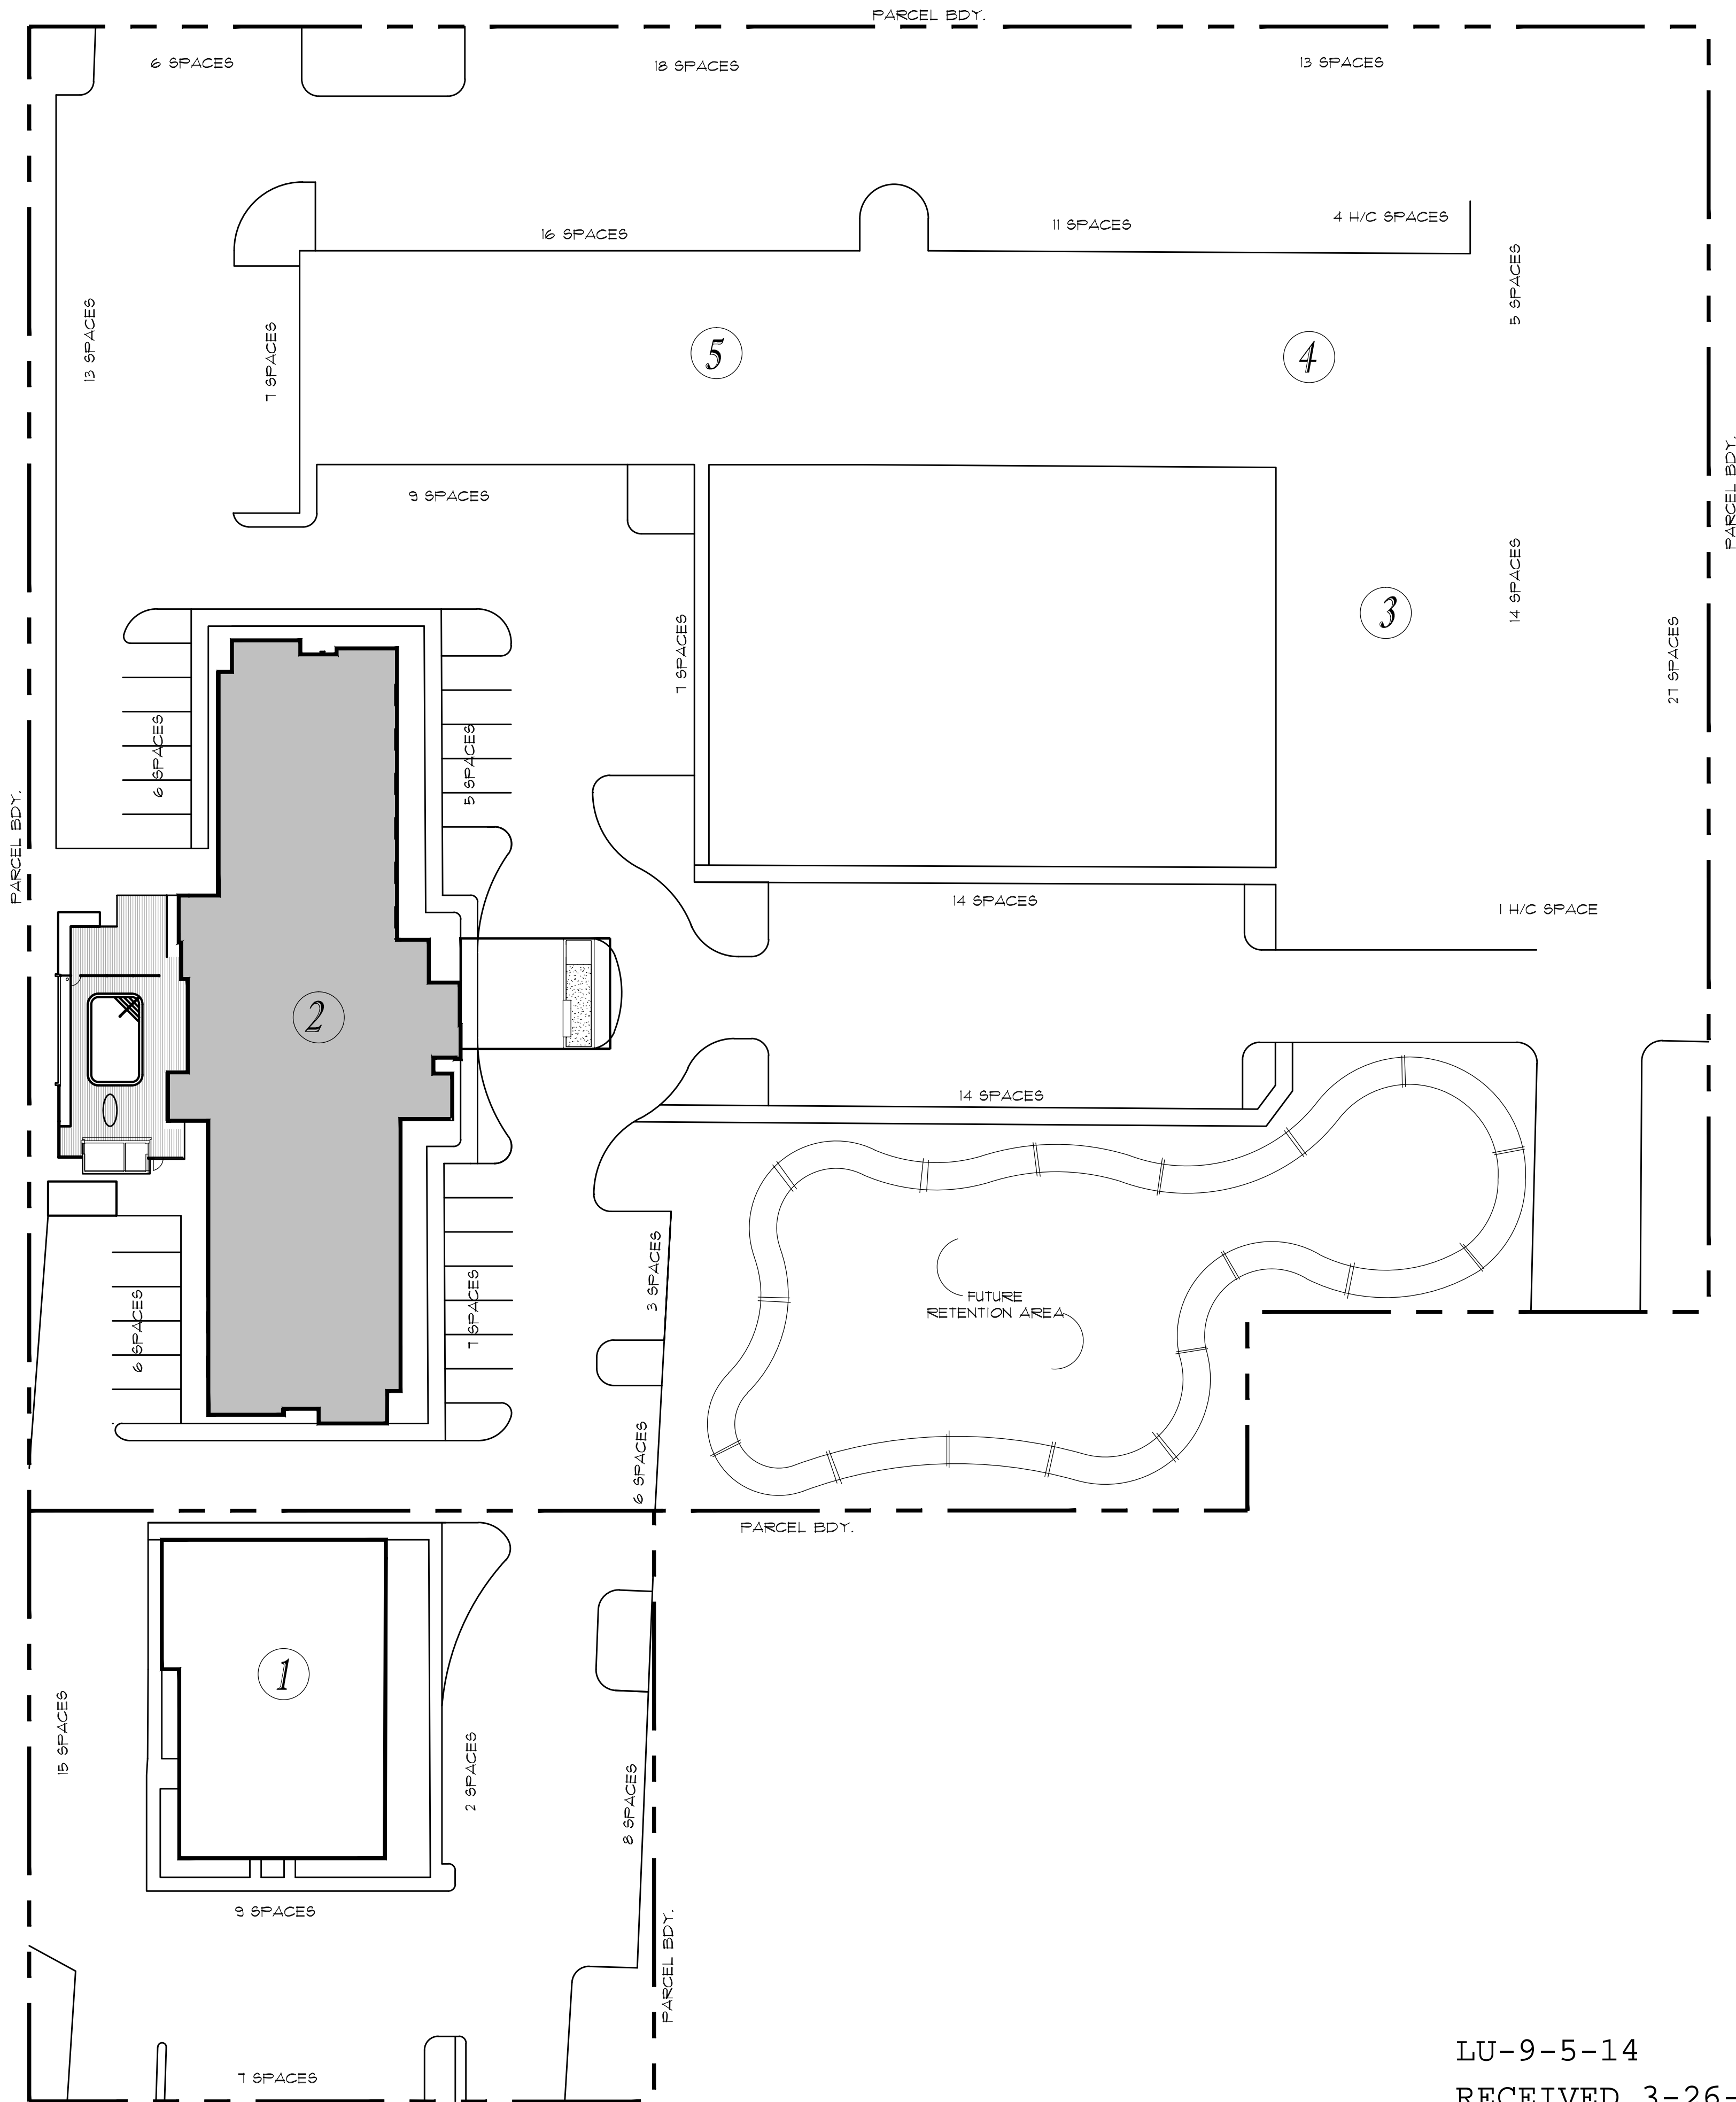 PARCEL BDY.
6 SPACES
18 SPACES
13 SPACES
16 SPACES
11 SPACES
4 H/C SPACES
13 SPACES
7 SPACES
5
4
5 SPACES
PARCEL BDY.
9 SPACES
14 SPACES
3
7 SPACES
27 SPACES
6 SPACES
5 SPACES
PARCEL BDY.
14 SPACES
1 H/C SPACE
2
14 SPACES
3 SPACES
FUTURE
RETENTION AREA
6 SPACES
7 SPACES
6 SPACES
PARCEL BDY.
1
15 SPACES
2 SPACES
8 SPACES
9 SPACES
PARCEL BDY.
7 SPACES
LU-9-5-14
RECEIVED 3-26-